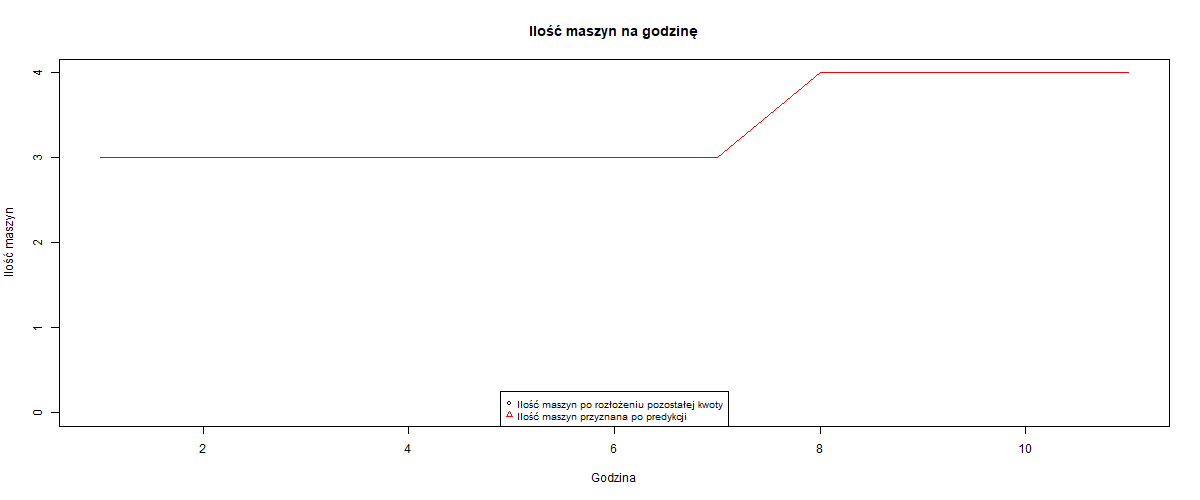 Ilość maszyn na godzinę
Ilość maszyn
4
3
2
1
0
Ilość maszyn po rozłożeniu pozostałej kwoty
Ilość maszyn przyznana po predykcji
2 4 6 8 10
Godzina